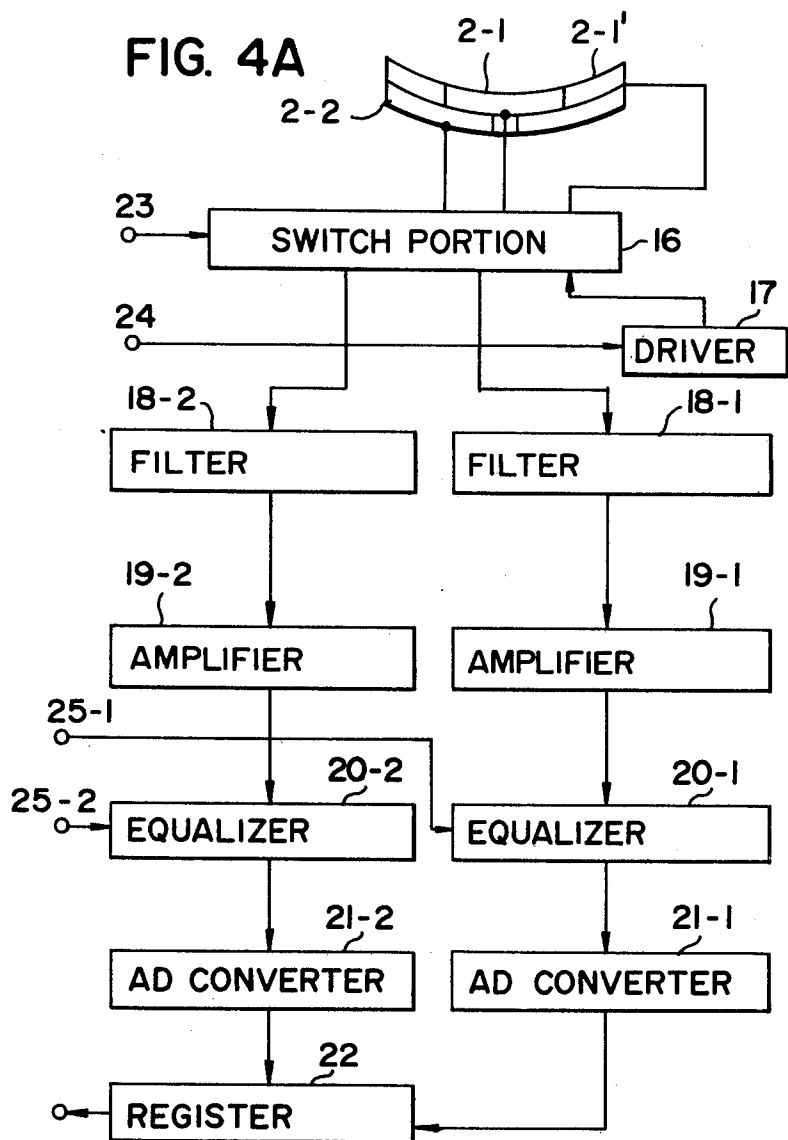 FIG. 4A
2-1
2-1'
2-2
23
SWITCH PORTION
16
24
17
DRIVER
18-2
18-1
FILTER
FILTER
19-2
19-1
AMPLIFIER
AMPLIFIER
25-1
20-2
20-1
25-2
EQUALIZER
EQUALIZER
21-2
21-1
AD CONVERTER
AD CONVERTER
22
REGISTER